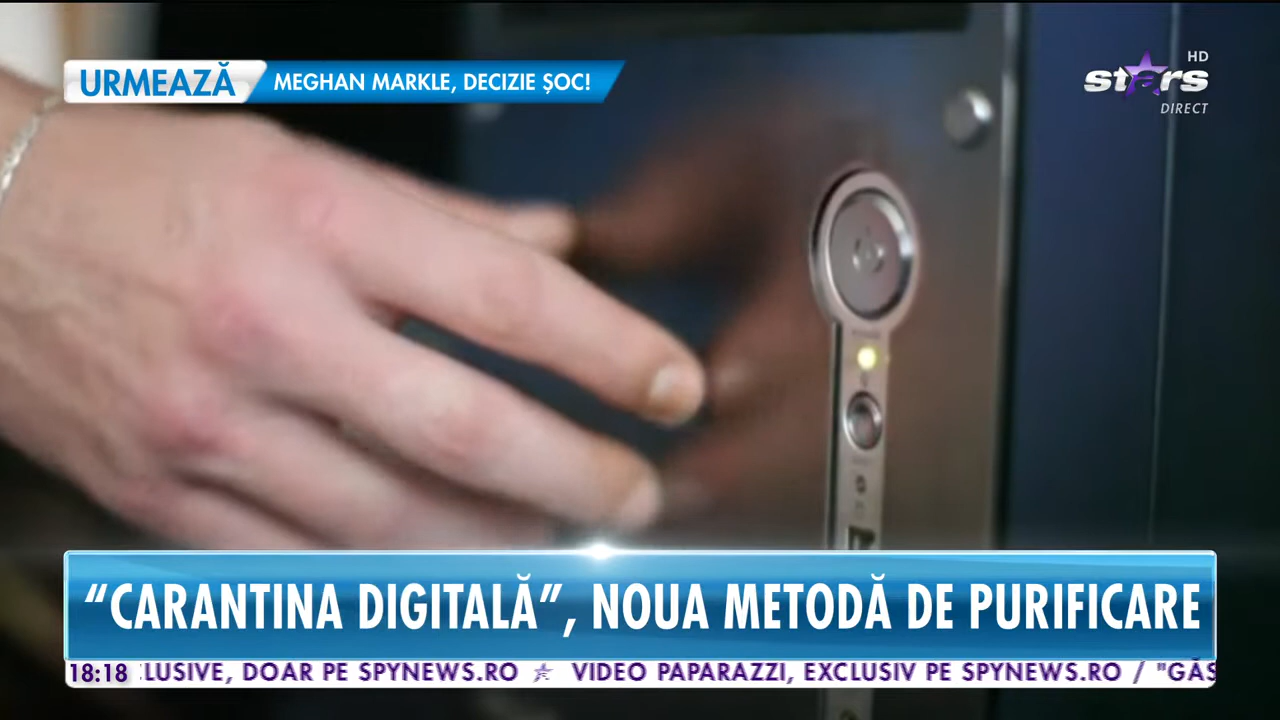 URMEAZĂ MEGHAN MARKLE, DECIZIE ȘOC!
HD
stars
DIRECT
“CARANTINA DIGITALĂ”, NOUA METODĂ DE PURIFICARE
18:18 LUSIVE, DOAR PE SPYNEWS.RO VIDEO PAPARAZZI, EXCLUSIV PE SPYNEWS.RO / "GĂS